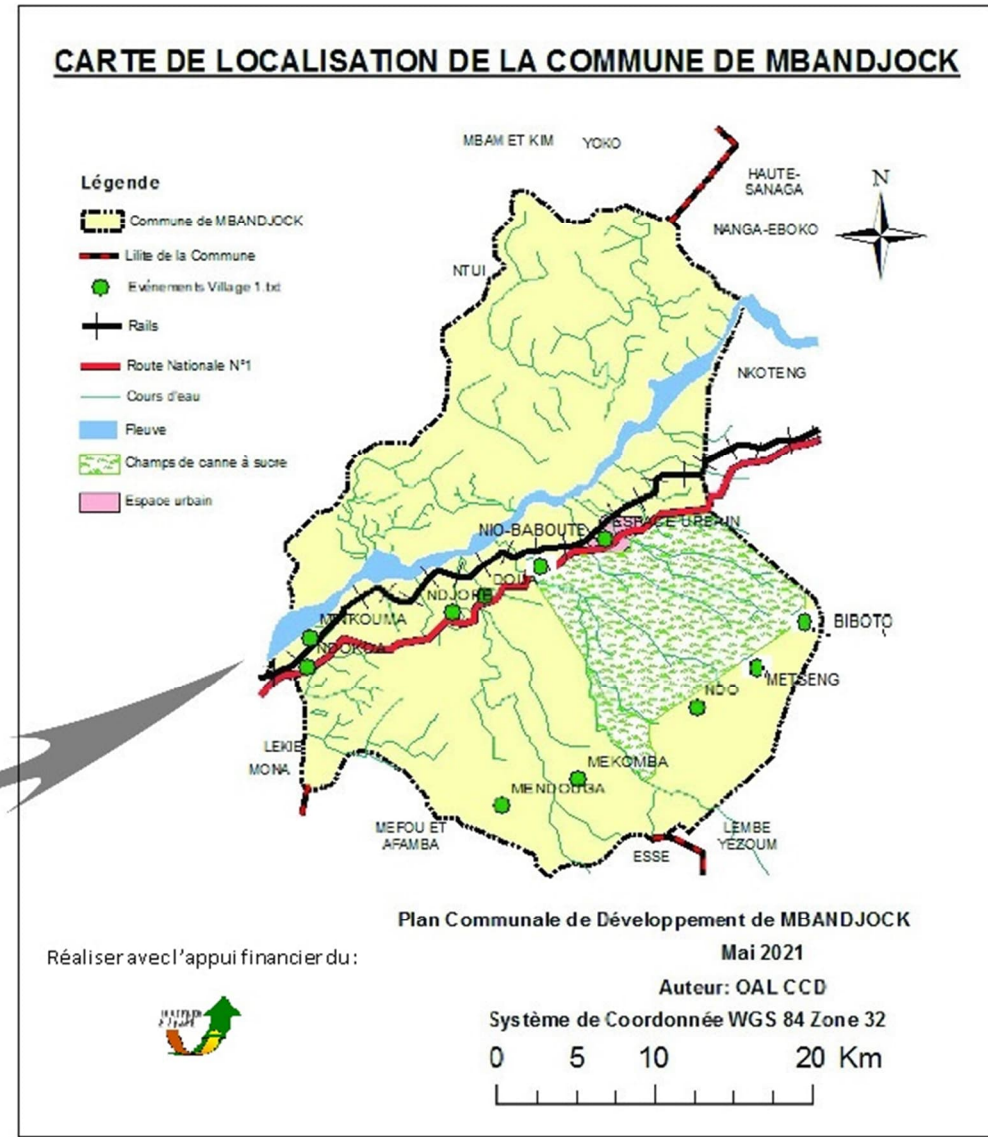 CARTE DE LOCALISATION DE LA COMMUNE DE MBANDJOCK
MBAM ET KIM YOKO
HAUTE-
SANAGA
N
NANGA-EBOKO
NTUI
NKOTENG
Légende
Commune de MBANDJOCK
Lilite de la Commune
Evénements Village 1.txt
Rails
Route Nationale N°1
Cours d'eau
Fleuve
Champs de canne à sucre
Espace urbain
NIO-BABOUTE
ESPACE URBAIN
DOUA
NDJORE
MINKOUMA
NDOKOA
BIBOTO
METSENG
NDO
LEKIE
MONA
MEKOMBA
MENDOUGA
MEFOU ET
AFAMBA
ESSE
LEMBE
YEZOUM
Plan Communale de Développement de MBANDJOCK
Mai 2021
Auteur: OAL CCD
Système de Coordonnée WGS 84 Zone 32
0 5 10 20 Km
Réaliser avec l'appui financier du :